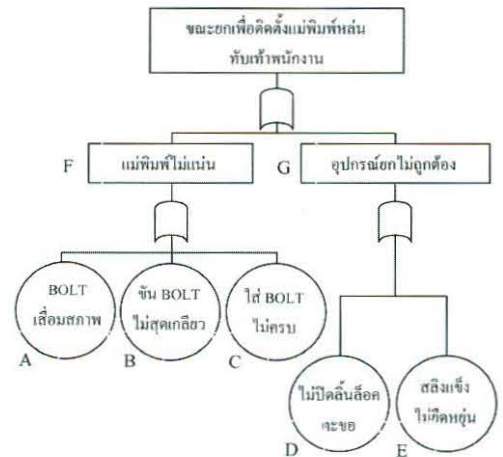 ขณะยกเพื่อติดตั้งแม่พิมพ์หล่น
ทับเท้าพนักงาน
F
แม่พิมพ์ไม่แน่น
G
อุปกรณ์ยกไม่ถูกต้อง
BOLT
เสื่อมสภาพ
A
ขัน BOLT
ไม่สุดเกลียว
B
ใส่ BOLT
ไม่ครบ
C
ไม่ปิดลิ้นล็อค
ตะขอ
D
สลิงแข็ง
ไม่ยืดหยุ่น
E